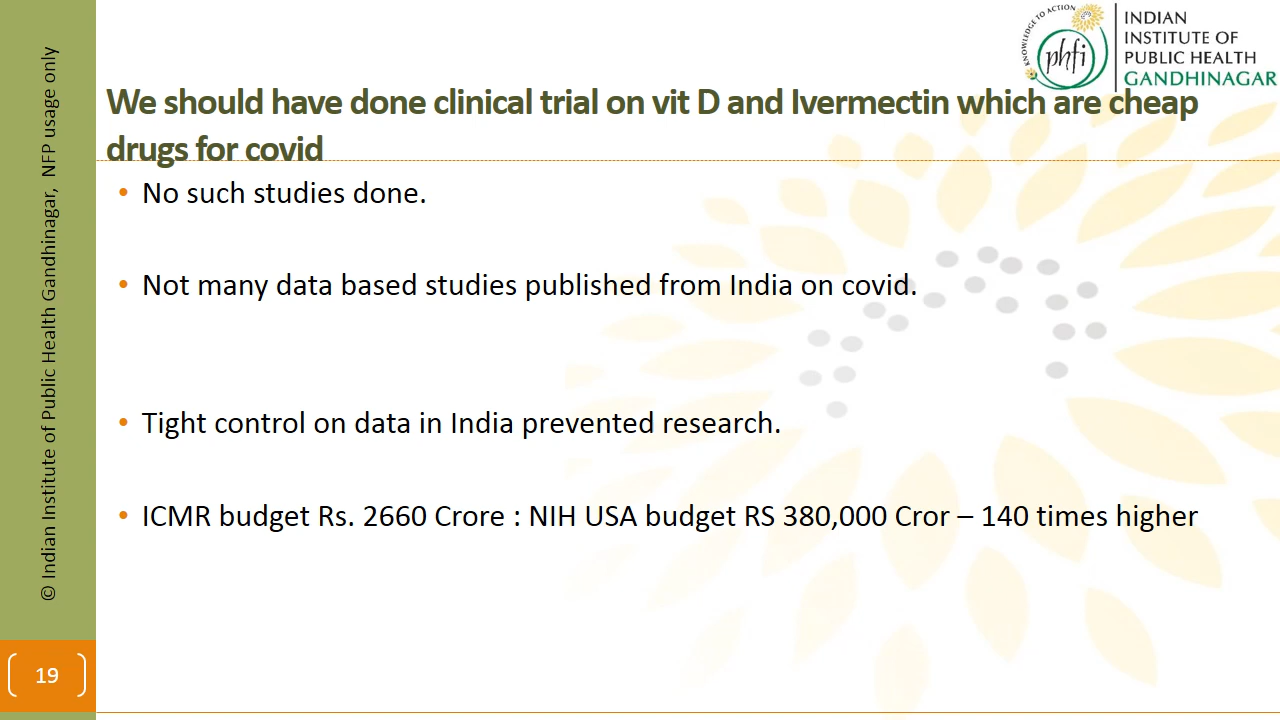 KNOWLEDGE TO ACTION
phfi
INDIAN
INSTITUTE OF
PUBLIC HEALTH
GANDHINAGAR
We should have done clinical trial on vit D and Ivermectin which are cheap
drugs for covid
• No such studies done.
• Not many data based studies published from India on covid.
• Tight control on data in India prevented research.
• ICMR budget Rs. 2660 Crore : NIH USA budget RS 380,000 Cror – 140 times higher
© Indian Institute of Public Health Gandhinagar, NFP usage only
19